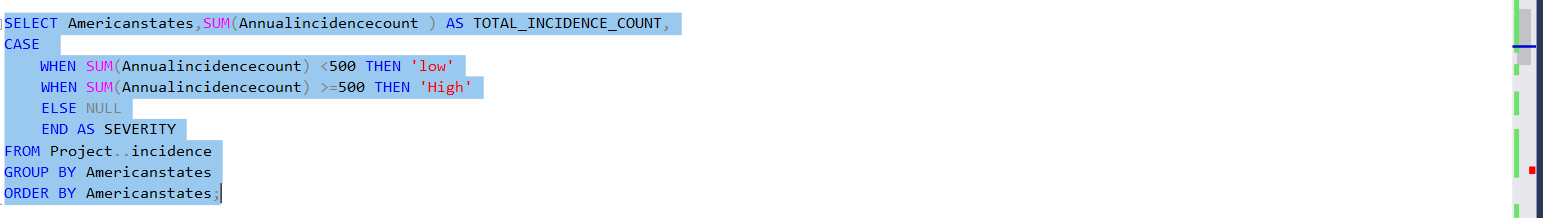 SELECT Americanstates,SUM(Annualincidencecount ) AS TOTAL_INCIDENCE_COUNT,
CASE
    WHEN SUM(Annualincidencecount) <500 THEN 'low'
    WHEN SUM(Annualincidencecount) >=500 THEN 'High'
    ELSE NULL
    END AS SEVERITY
FROM Project..incidence
GROUP BY Americanstates
ORDER BY Americanstates;